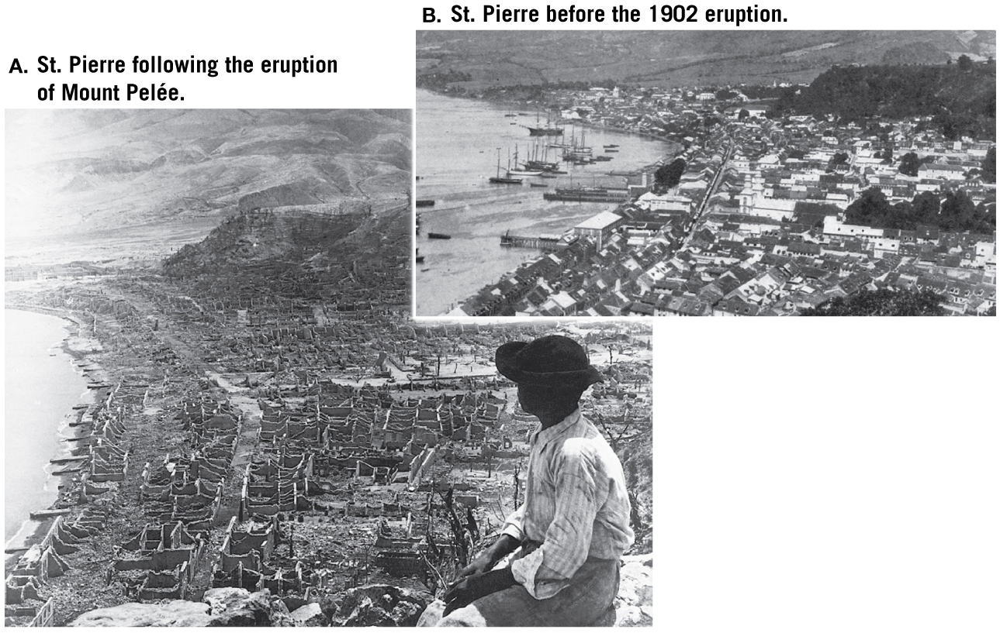 B. St. Pierre before the 1902 eruption.
A. St. Pierre following the eruption
of Mount Pelée.